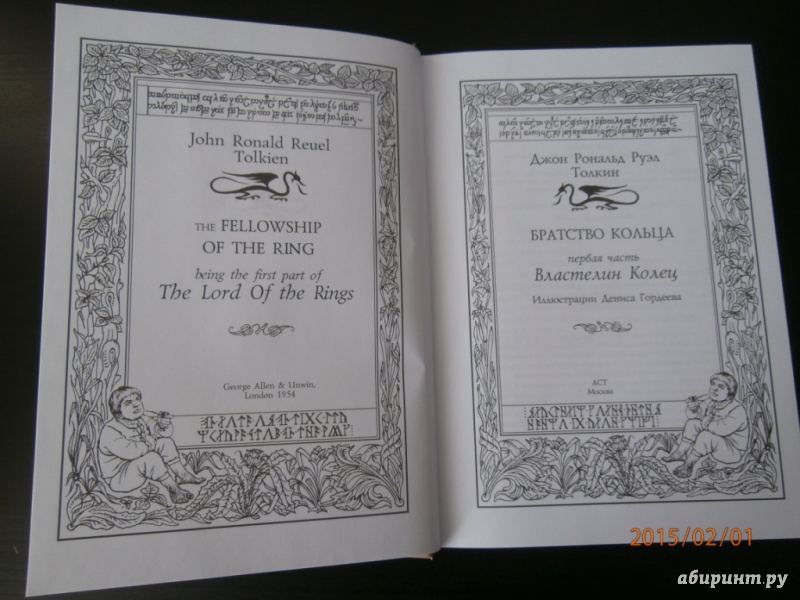 John Ronald Reuel
Tolkien
THE FELLOWSHIP
OF THE RING
being the first part of
The Lord Of the Rings
George Allen & Unwin,
London 1954
Джон Рональд Руэл
Толкин
БРАТСТВО КОЛЬЦА
первая часть
Властелин Колец
Иллюстрации Дениса Гордеева
АСТ
Москва
2015/02/01
абиринт.ру